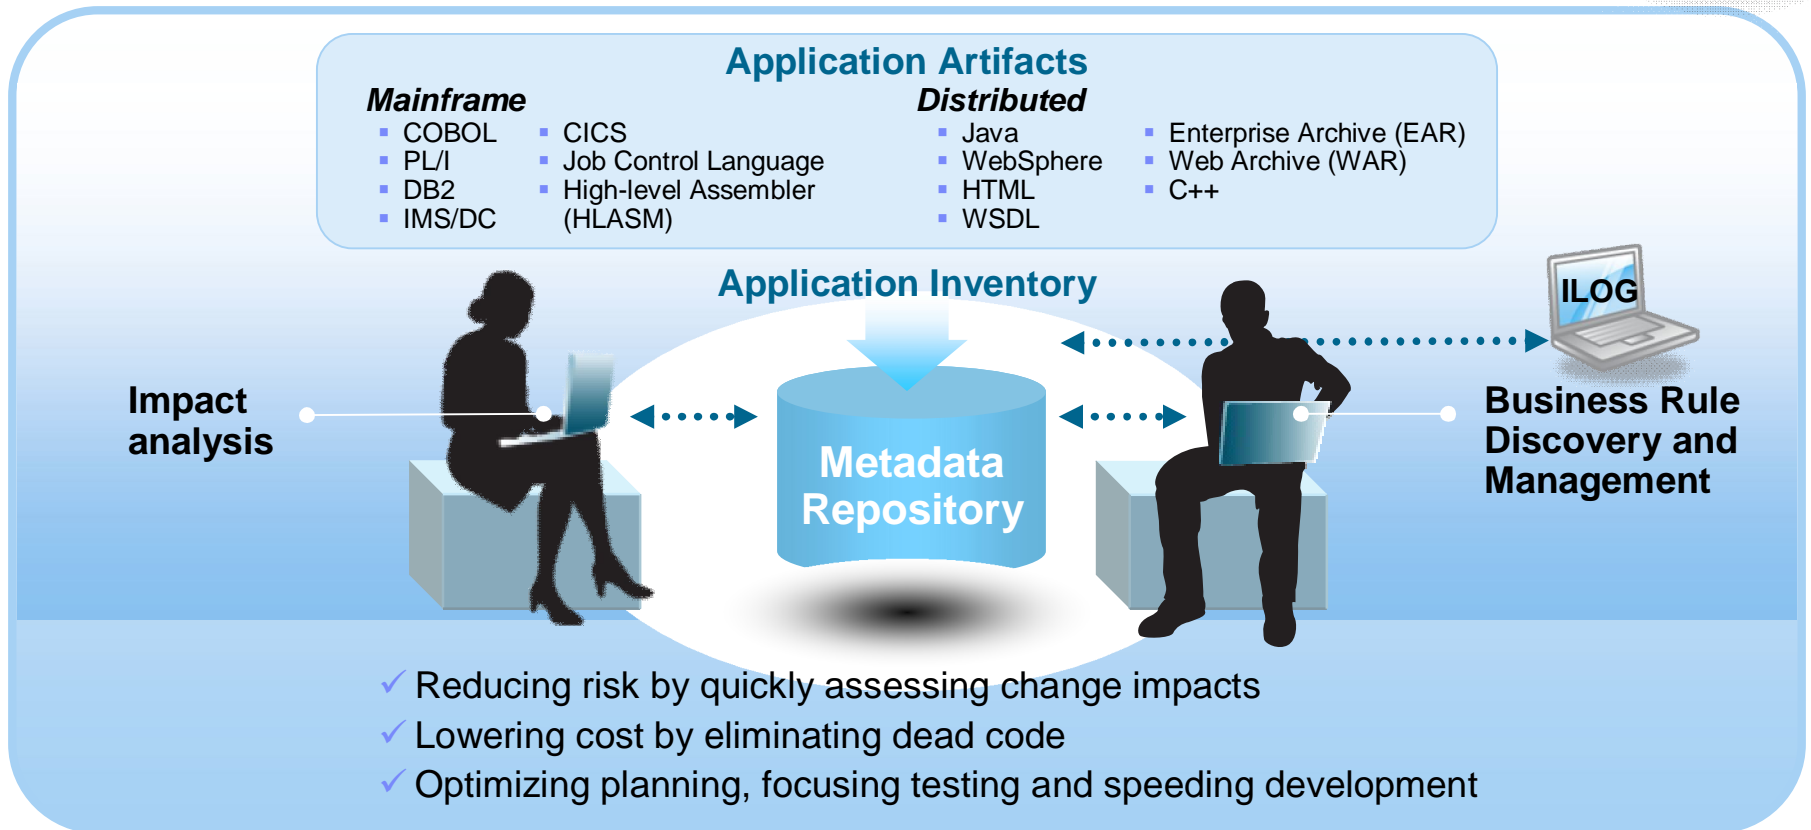 Application Artifacts
Mainframe
COBOL
PL/I
DB2
IMS/DC
CICS
Job Control Language
High-level Assembler
(HLASM)
Distributed
Java
WebSphere
HTML
WSDL
Enterprise Archive (EAR)
Web Archive (WAR)
C++
Application Inventory
ILOG
Impact
analysis
Metadata
Repository
Business Rule
Discovery and
Management
Reducing risk by quickly assessing change impacts
Lowering cost by eliminating dead code
Optimizing planning, focusing testing and speeding development